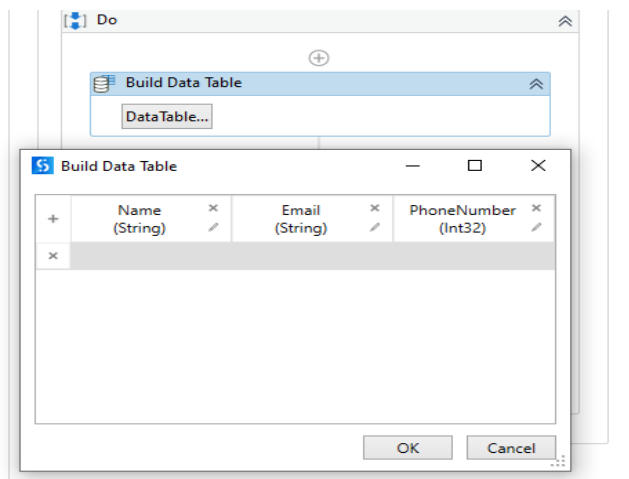 Do
Build Data Table
DataTable...
Build Data Table
Name
(String)
Email
(String)
PhoneNumber
(Int32)
OK
Cancel